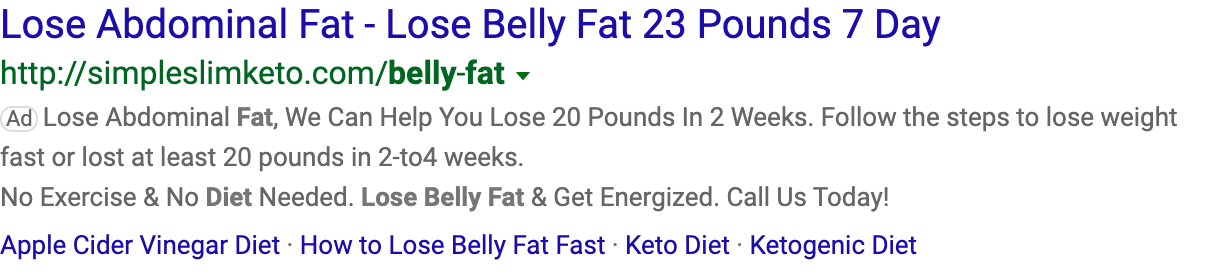 Lose Abdominal Fat - Lose Belly Fat 23 Pounds 7 Day
http://simpleslimketo.com/belly-fat
Ad Lose Abdominal Fat, We Can Help You Lose 20 Pounds In 2 Weeks. Follow the steps to lose weight
fast or lost at least 20 pounds in 2-to4 weeks.
No Exercise & No Diet Needed. Lose Belly Fat & Get Energized. Call Us Today!
Apple Cider Vinegar Diet · How to Lose Belly Fat Fast · Keto Diet · Ketogenic Diet